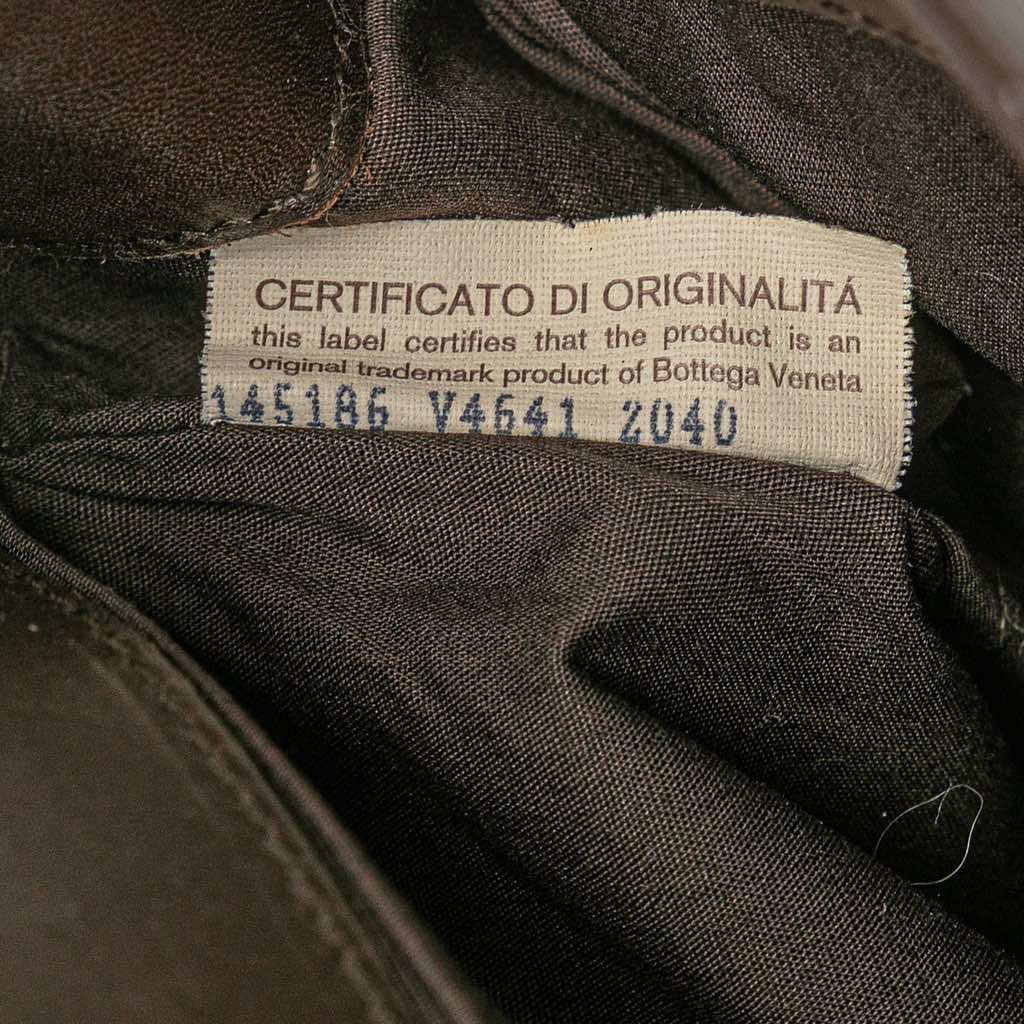 CERTIFICATO DI ORIGINALITÁ
this label certifies that the product is an
original trademark product of Bottega Veneta
145186 V4641 2040